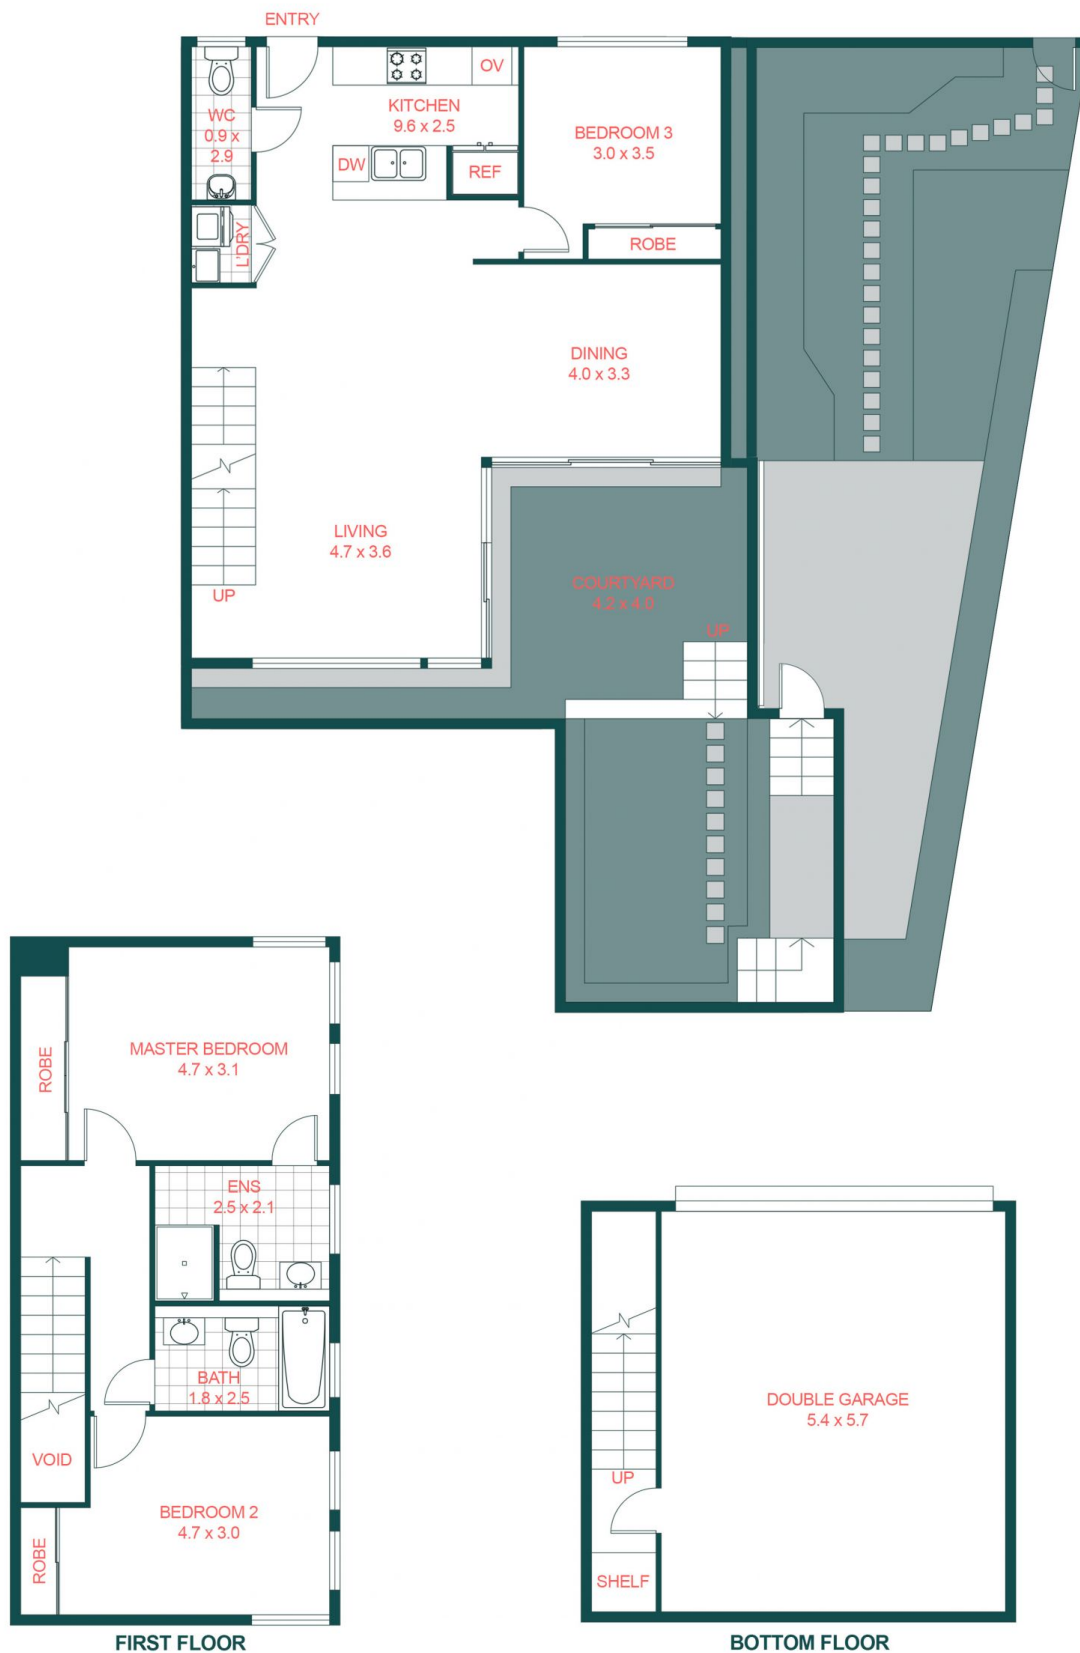 ENTRY
OV
KITCHEN
9.6 x 2.5
WC
0.9 x
2.9
BEDROOM 3
3.0 x 3.5
DW
REF
L'DRY
ROBE
DINING
4.0 x 3.3
LIVING
4.7 x 3.6
UP
COURTYARD
4.2 x 4.0
UP
MASTER BEDROOM
4.7 x 3.1
ROBE
ENS
2.5 x 2.1
BATH
1.8 x 2.5
VOID
BEDROOM 2
4.7 x 3.0
ROBE
FIRST FLOOR
DOUBLE GARAGE
5.4 x 5.7
UP
SHELF
BOTTOM FLOOR